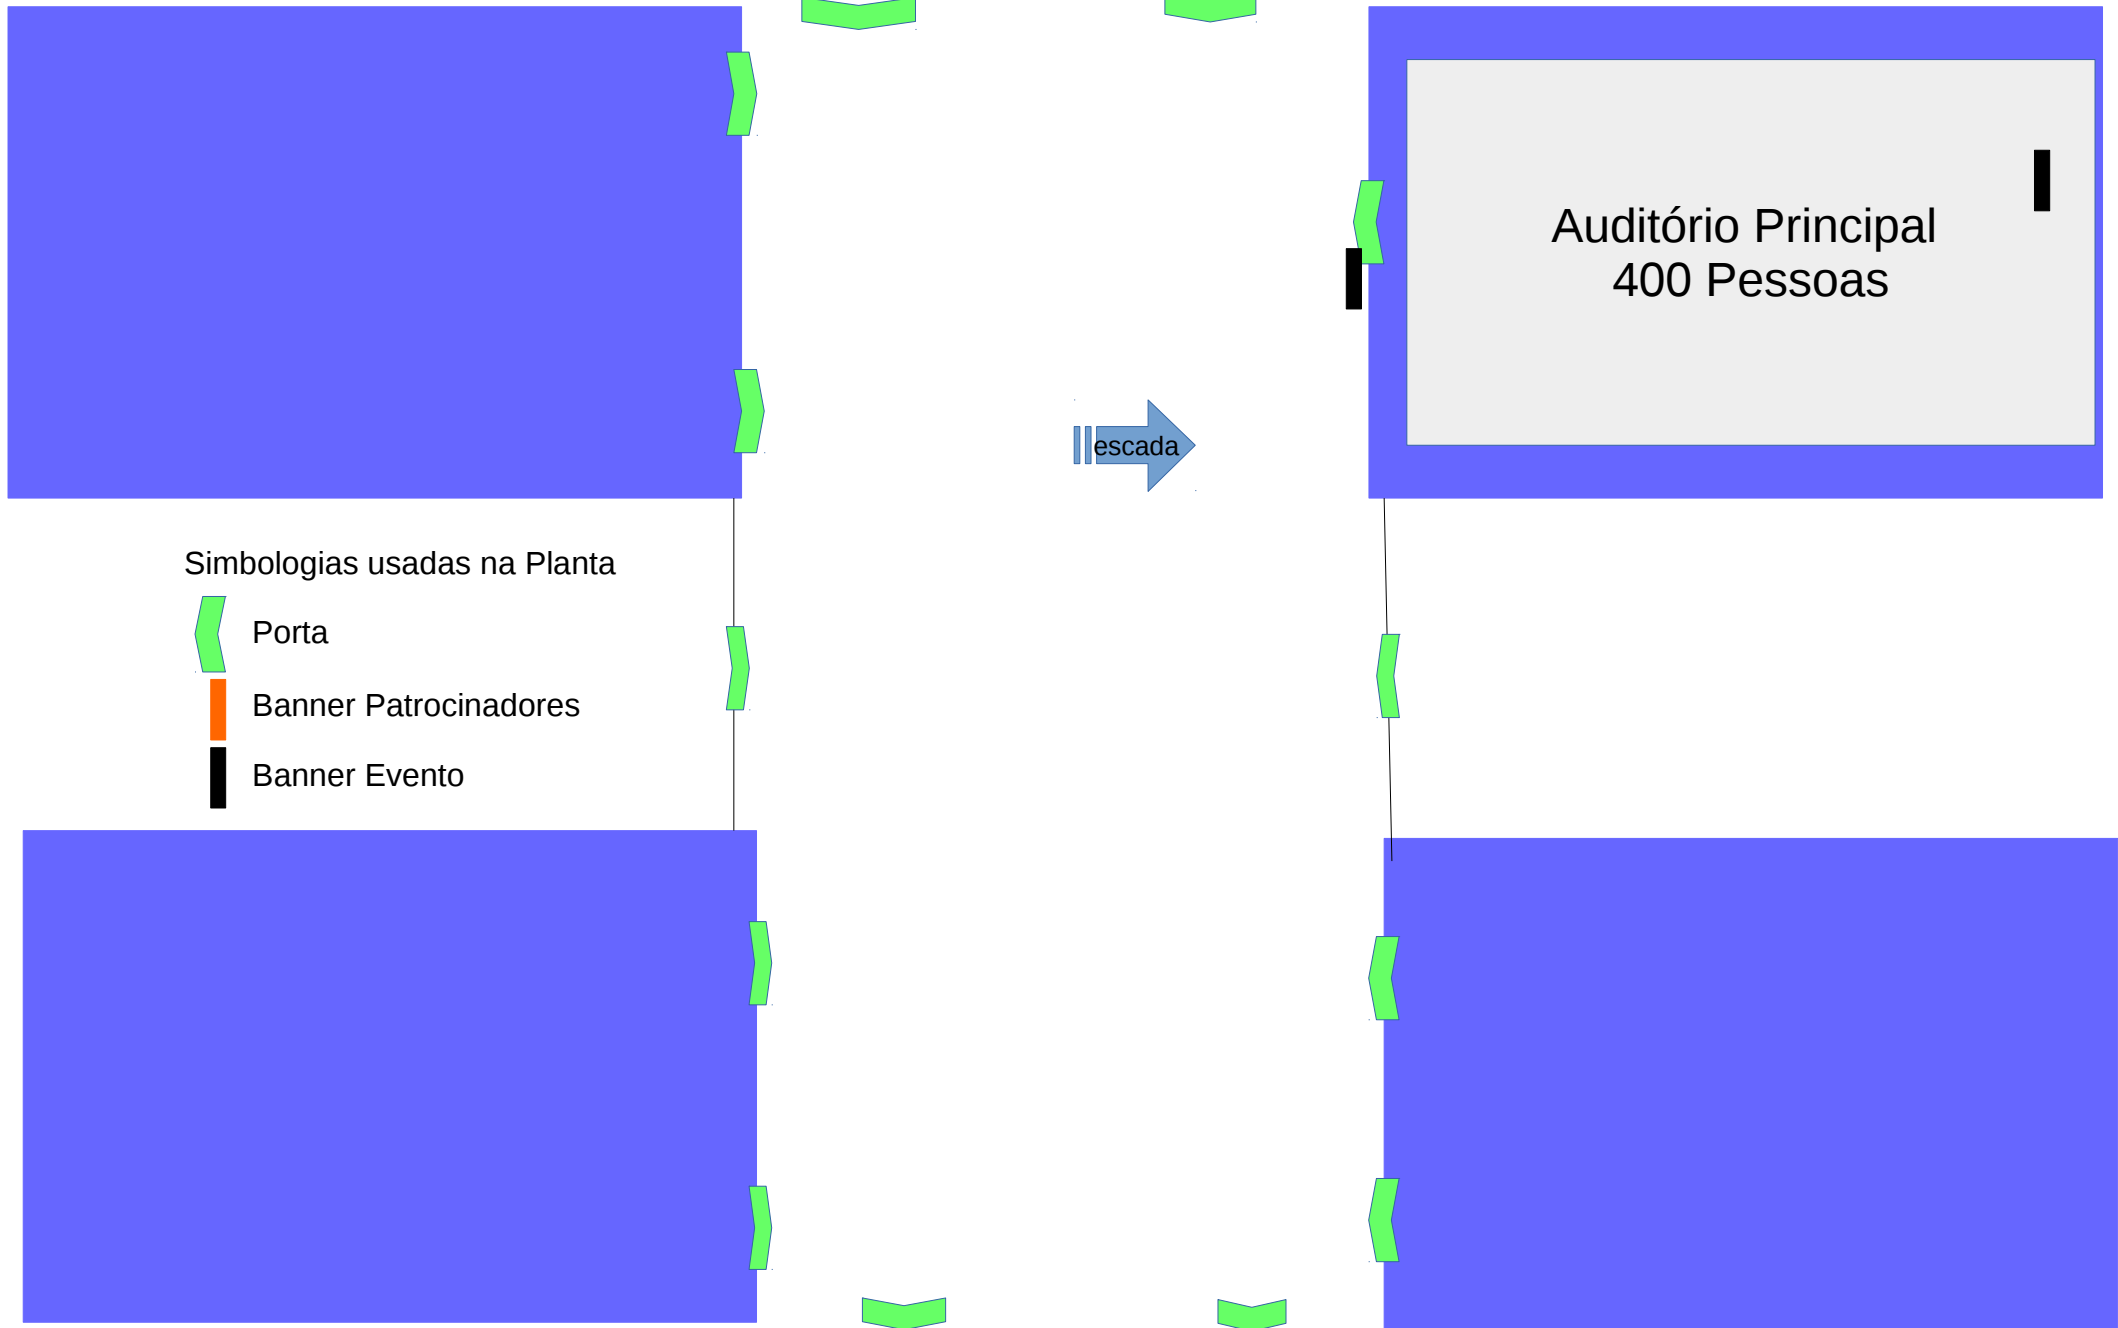 Auditório Principal
400 Pessoas
escada
Simbologias usadas na Planta
Porta
Banner Patrocinadores
Banner Evento